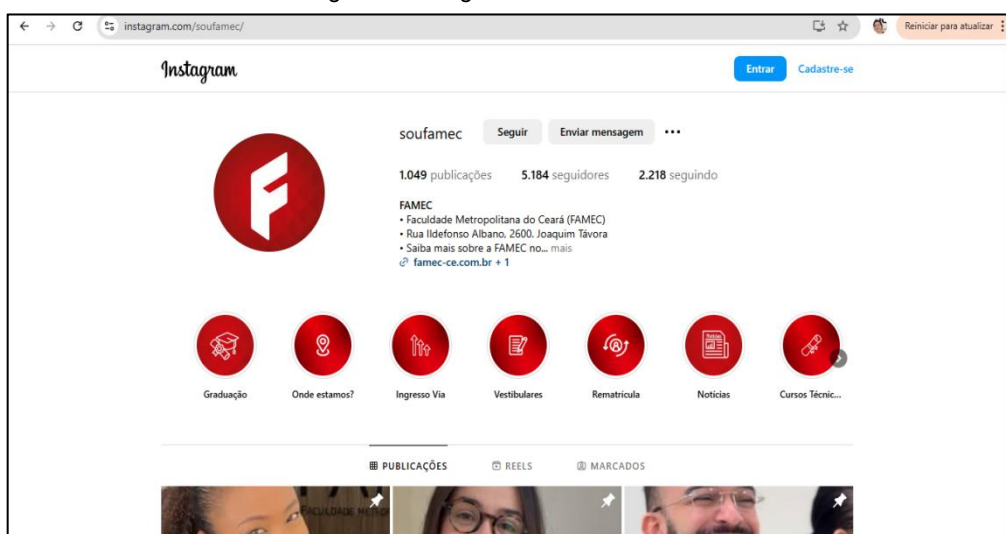 instagram.com/soufamec/
Reiniciar para atualizar
Instagram
Entrar
Cadastre-se
soufamec
Seguir
Enviar mensagem
1.049 publicações 5.184 seguidores 2.218 seguindo
FAMEC
• Faculdade Metropolitana do Ceará (FAMEC)
• Rua Ildefonso Albano, 2600. Joaquim Távora
• Saiba mais sobre a FAMEC no... mais
famec-ce.com.br + 1
Graduação
Onde estamos?
Ingresso Via
Vestibulares
Rematrícula
Notícias
Cursos Técnic...
PUBLICAÇÕES
REELS
MARCADOS